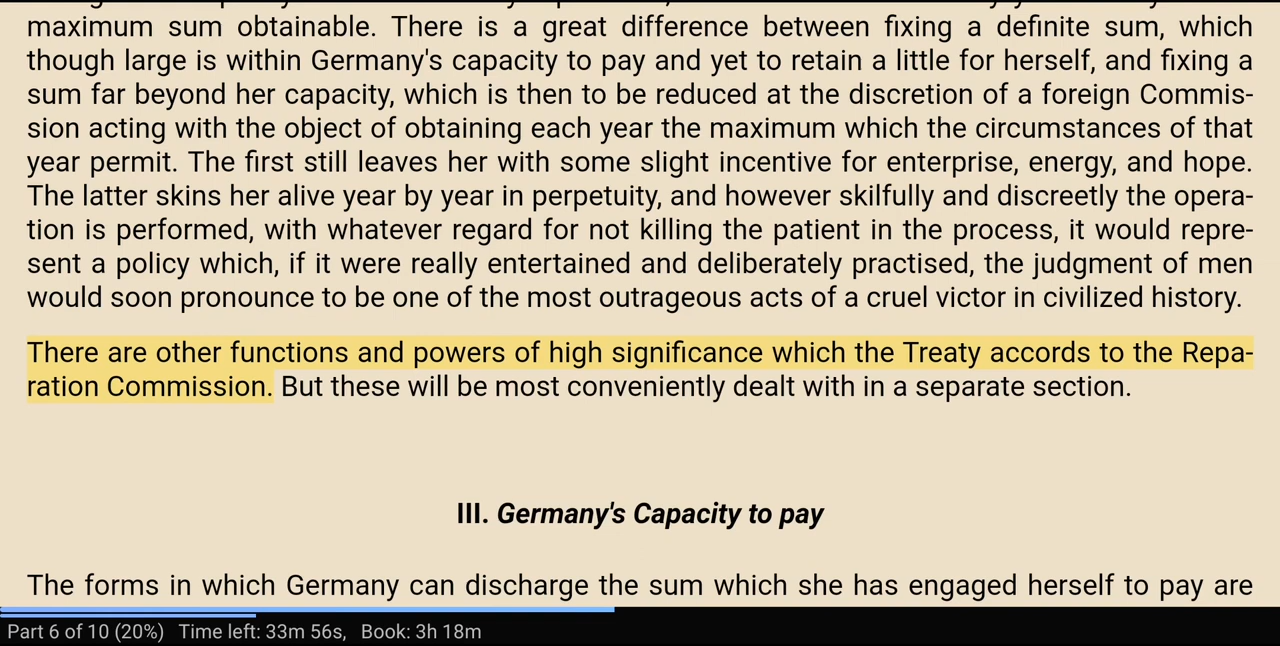 maximum sum obtainable. There is a great difference between fixing a definite sum, which
though large is within Germany's capacity to pay and yet to retain a little for herself, and fixing a
sum far beyond her capacity, which is then to be reduced at the discretion of a foreign Commis-
sion acting with the object of obtaining each year the maximum which the circumstances of that
year permit. The first still leaves her with some slight incentive for enterprise, energy, and hope.
The latter skins her alive year by year in perpetuity, and however skilfully and discreetly the opera-
tion is performed, with whatever regard for not killing the patient in the process, it would repre-
sent a policy which, if it were really entertained and deliberately practised, the judgment of men
would soon pronounce to be one of the most outrageous acts of a cruel victor in civilized history.
There are other functions and powers of high significance which the Treaty accords to the Repa-
ration Commission. But these will be most conveniently dealt with in a separate section.
III. Germany's Capacity to pay
The forms in which Germany can discharge the sum which she has engaged herself to pay are
Part 6 of 10 (20%) Time left: 33m 56s, Book: 3h 18m